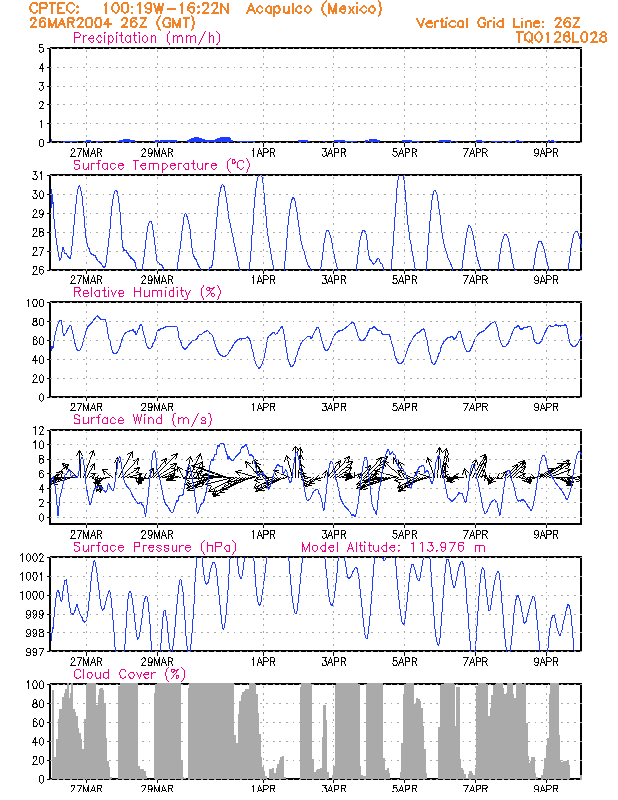 CPTEC: 100:19W-16:22N Acapulco (Mexico)
26MAR2004 26Z (GMT) Vertical Grid Line: 26Z
Precipitation (mm/h) TQ0126L028
5
4
3
2
1
0
27MAR 29MAR 1APR 3APR 5APR 7APR 9APR
Surface Temperature (°C)
31
30
29
28
27
26
27MAR 29MAR 1APR 3APR 5APR 7APR 9APR
Relative Humidity (%)
100
80
60
40
20
0
27MAR 29MAR 1APR 3APR 5APR 7APR 9APR
Surface Wind (m/s)
12
10
8
6
4
2
0
27MAR 29MAR 1APR 3APR 5APR 7APR 9APR
Surface Pressure (hPa) Model Altitude: 113.976 m
1002
1001
1000
999
998
997
27MAR 29MAR 1APR 3APR 5APR 7APR 9APR
Cloud Cover (%)
100
80
60
40
20
0
27MAR 29MAR 1APR 3APR 5APR 7APR 9APR